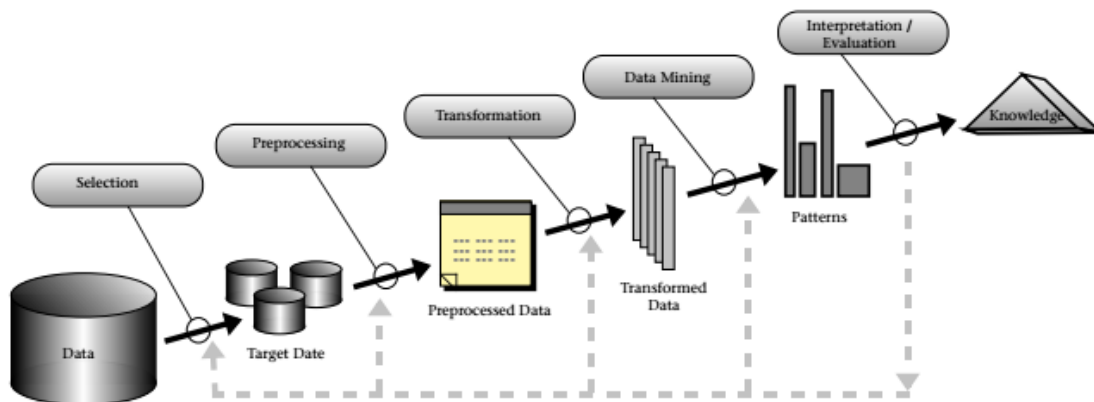 Interpretation /
Evaluation
Data Mining
Knowledge
Transformation
Preprocessing
Selection
Patterns
Transformed
Data
Preprocessed Data
Target Date
Data